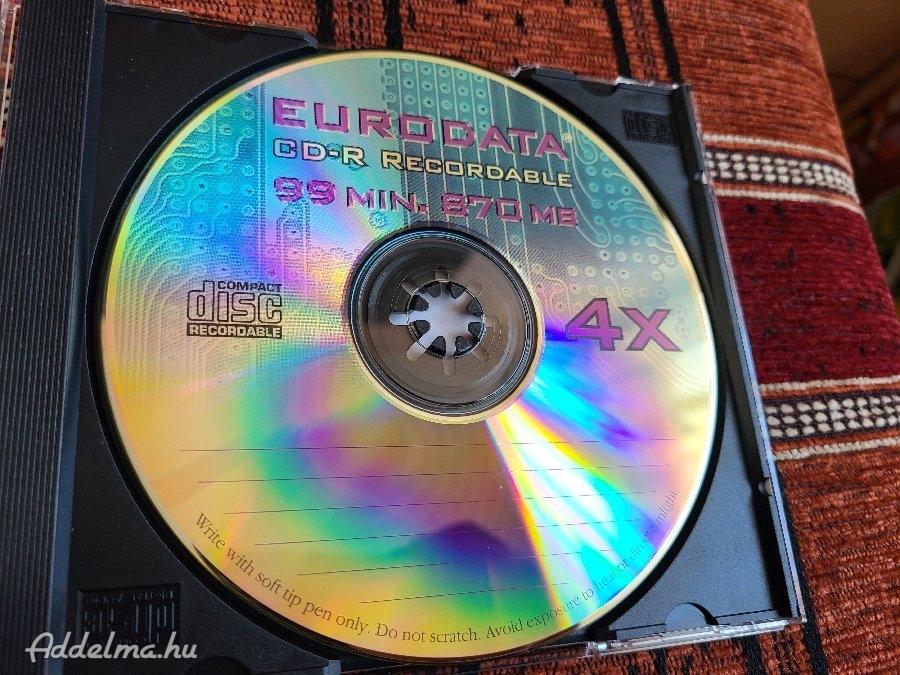 EURODATA®
CD-R RECORDABLE
99 MIN. 870 MB
COMPACT
disc
RECORDABLE
4X
Write with soft tip pen only. Do not scratch. Avoid exposure to heat or direct sunlight
Addelma.hu